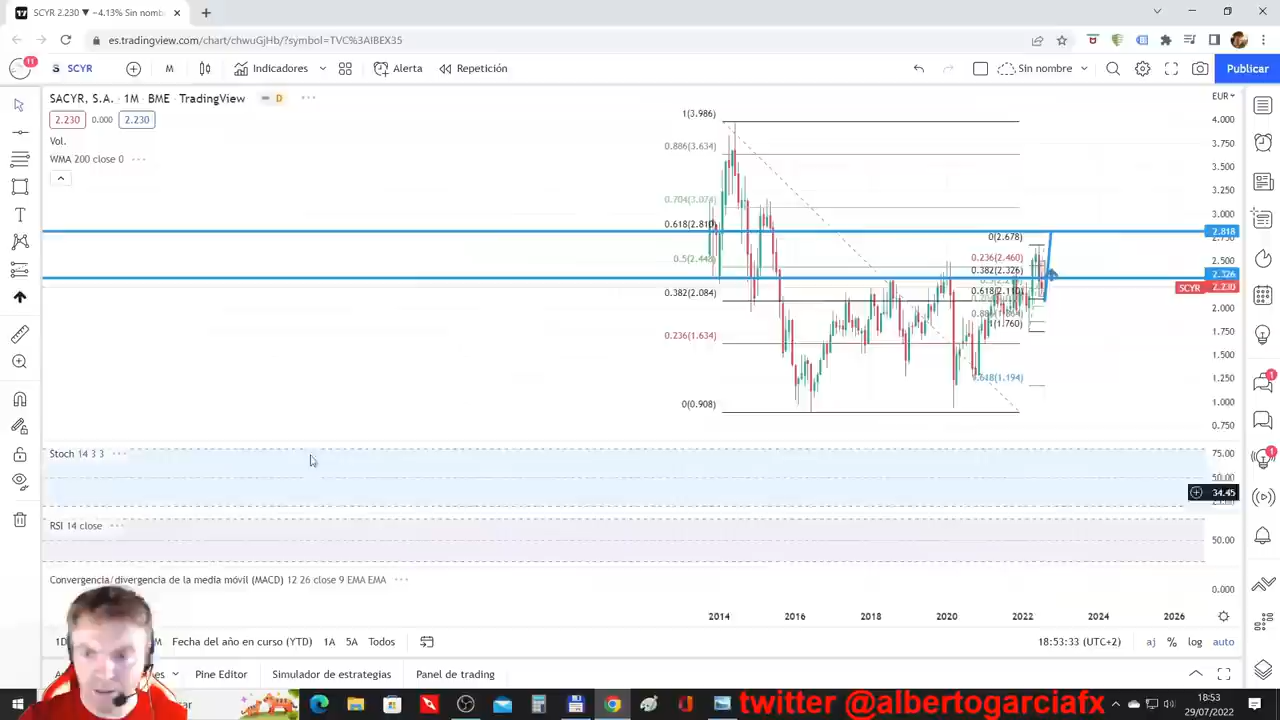 SCYR 2.230 ▼ −4.13% Sin nomb
es.tradingview.com/chart/chwuGjHb/?symbol=TVC%3AIBEX35
11
SCYR
M
Indicadores
Alerta
Repetición
Sin nombre
Publicar
SACYR, S.A. · 1M · BME · TradingView
D
EUR
2.230
0.000
2.230
Vol.
WMA 200 close 0
1(3.986)
0.886(3.634)
0.618(2.810)
0.5(2.448)
0.382(2.084)
0.236(1.634)
0(0.908)
0(2.678)
0.236(2.460)
0.382(2.326)
0.618(2.110)
1(1.760)
1.618(1.194)
4.000
3.750
3.500
3.250
3.000
2.818
2.500
2.326
SCYR
2.230
2.000
1.750
1.500
1.250
1.000
0.750
Stoch 14 3 3
75.00
50.00
34.45
RSI 14 close
50.00
Convergencia/divergencia de la media móvil (MACD) 12 26 close 9 EMA EMA
0.000
2014
2016
2018
2020
2022
2024
2026
1D
M
Fecha del año en curso (YTD)
1A
5A
Todos
18:53:33 (UTC+2)
aj
%
log
auto
Pine Editor
Simulador de estrategias
Panel de trading
1
1
twitter @albertogarciafx
18:53
29/07/2022